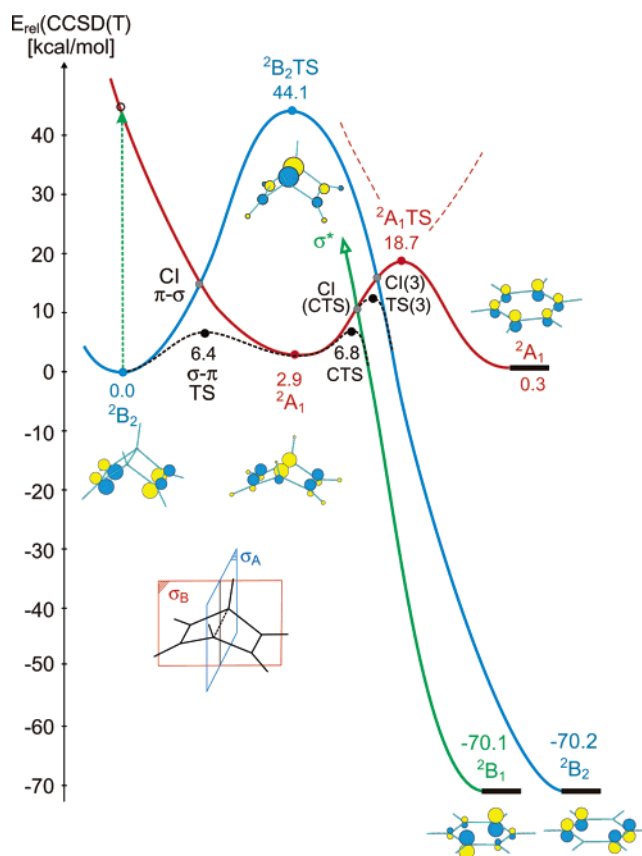 E_rel(CCSD(T)
[kcal/mol]
²B₂TS
44.1
40
30
²A₁TS
18.7
σ*
20
CI
π-σ
CI
(CTS)
CI(3)
TS(3)
10
6.4
σ-π
TS
6.8
CTS
²A₁
0.3
0
0.0
²B₂
2.9
²A₁
-10
-20
-30
σ_A
σ_B
-40
-50
-60
-70.1
²B₁
-70.2
²B₂
-70